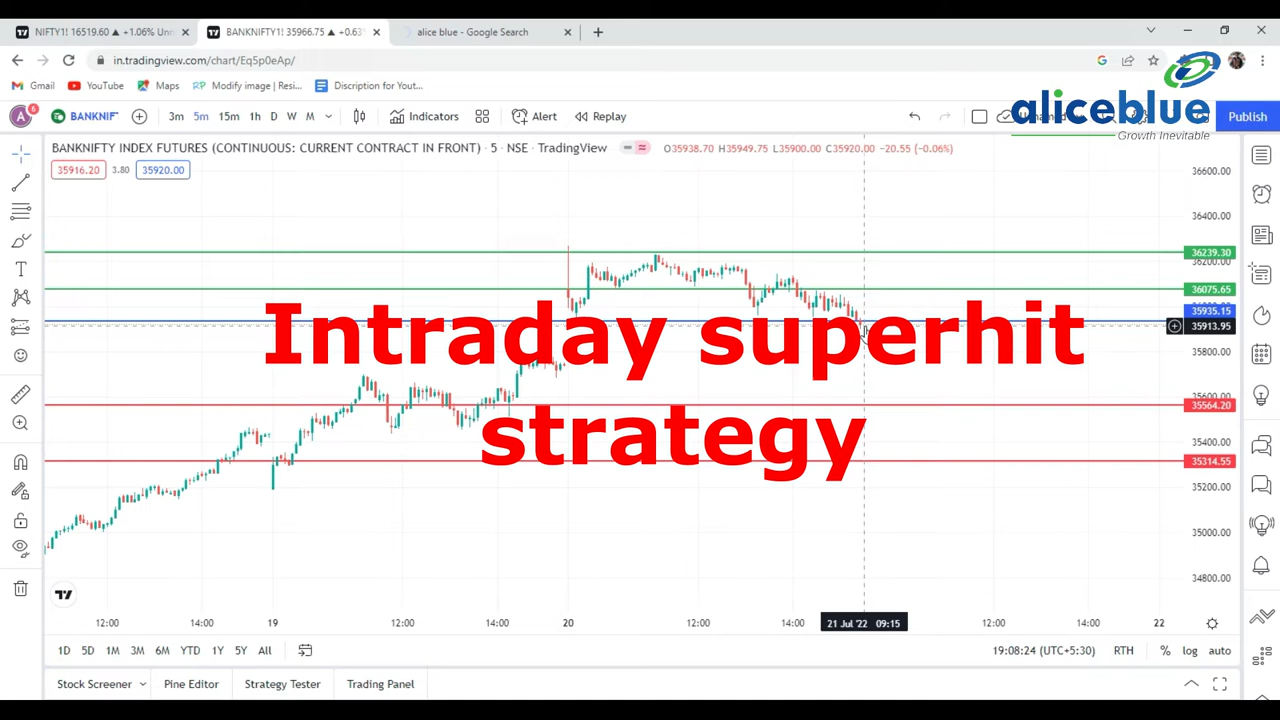 NIFTY1! 16519.60 ▲ +1.06% Unn
BANKNIFTY1! 35966.75 ▲ +0.63%
alice blue - Google Search
in.tradingview.com/chart/Eq5p0eAp/
Gmail
YouTube
Maps
Modify image | Resi...
Discription for Yout...
aliceblue
Growth Inevitable
A
6
BANKNIF
3m
5m
15m
1h
D
W
M
Indicators
Alert
Replay
Publish
BANKNIFTY INDEX FUTURES (CONTINUOUS: CURRENT CONTRACT IN FRONT) · 5 · NSE · TradingView
O35938.70 H35949.75 L35900.00 C35920.00 −20.55 (−0.06%)
35916.20
3.80
35920.00
36600.00
36400.00
36239.30
36200.00
36075.65
35935.15
35913.95
35800.00
35564.20
35400.00
35314.55
35200.00
35000.00
34800.00
Intraday superhit
strategy
12:00
14:00
19
12:00
14:00
20
12:00
14:00
21 Jul '22 09:15
12:00
14:00
22
1D
5D
1M
3M
6M
YTD
1Y
5Y
All
19:08:24 (UTC+5:30)
RTH
%
log
auto
Stock Screener
Pine Editor
Strategy Tester
Trading Panel